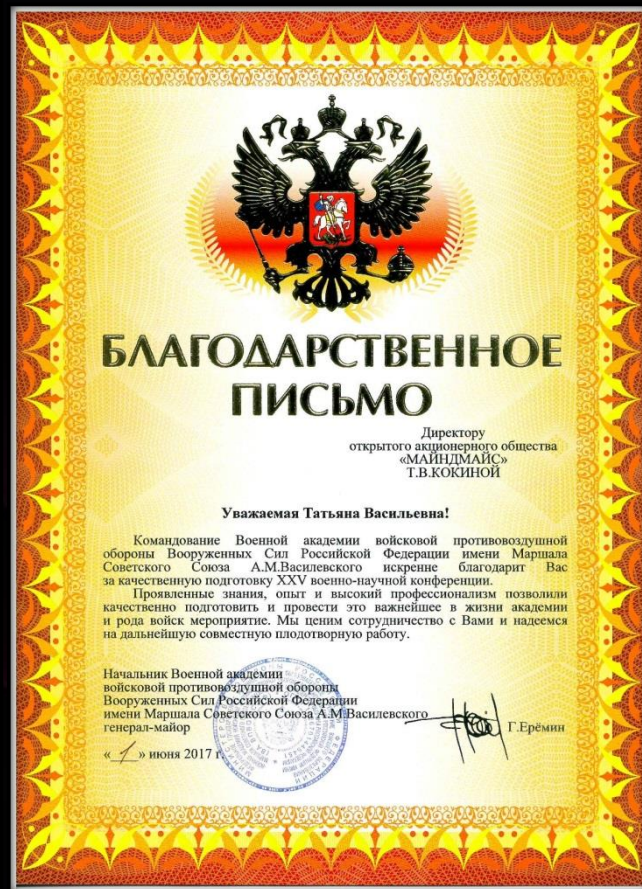 БЛАГОДАРСТВЕННОЕ
ПИСЬМО
Директору
открытого акционерного общества
«МАЙНДМАЙС»
Т.В.КОКИНОЙ
Уважаемая Татьяна Васильевна!
Командование Военной академии войсковой противовоздушной
обороны Вооруженных Сил Российской Федерации имени Маршала
Советского Союза А.М.Василевского искренне благодарит Вас
за качественную подготовку XXV военно-научной конференции.
Проявленные знания, опыт и высокий профессионализм позволили
качественно подготовить и провести это важнейшее в жизни академии
и рода войск мероприятие. Мы ценим сотрудничество с Вами и надеемся
на дальнейшую совместную плодотворную работу.
Начальник Военной академии
войсковой противовоздушной обороны
Вооруженных Сил Российской Федерации
имени Маршала Советского Союза А.М.Василевского
генерал-майор Г.Ерёмин
« 1 » июня 2017 г.